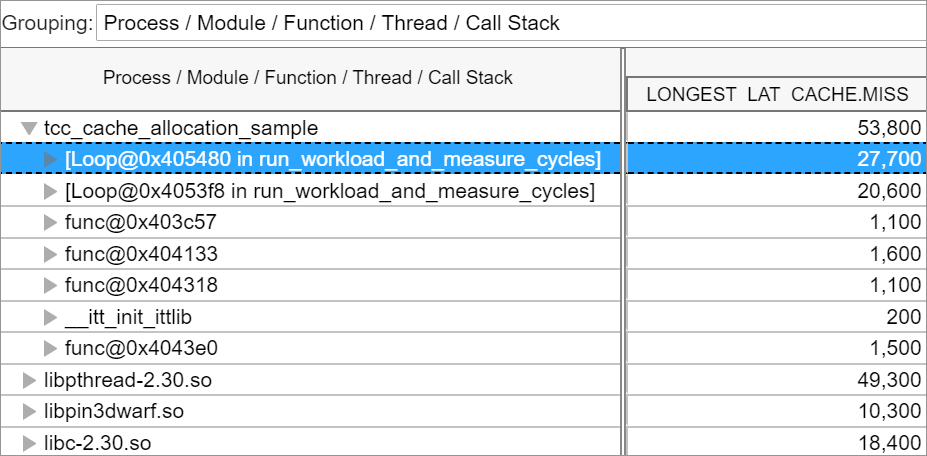 Grouping: Process / Module / Function / Thread / Call Stack
Process / Module / Function / Thread / Call Stack
LONGEST_LAT_CACHE.MISS
tcc_cache_allocation_sample 53,800
[Loop@0x405480 in run_workload_and_measure_cycles] 27,700
[Loop@0x4053f8 in run_workload_and_measure_cycles] 20,600
func@0x403c57 1,100
func@0x404133 1,600
func@0x404318 1,100
__itt_init_ittlib 200
func@0x4043e0 1,500
libpthread-2.30.so 49,300
libpin3dwarf.so 10,300
libc-2.30.so 18,400